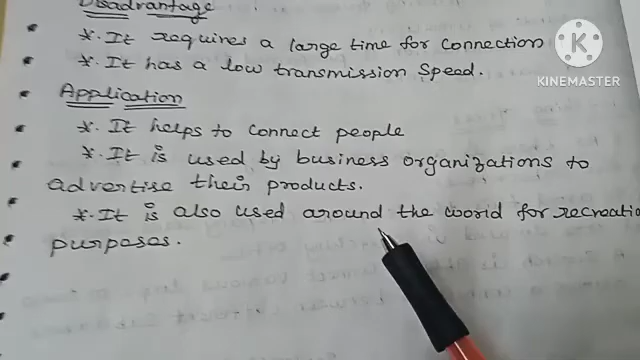 Disadvantage
*. It requires a large time for connection
*. It has a low transmission speed.
Application
*. It helps to connect people
*. It is used by business organizations to
advertise their products.
*. It is also used around the world for recreatio
purposes.
KINEMASTER